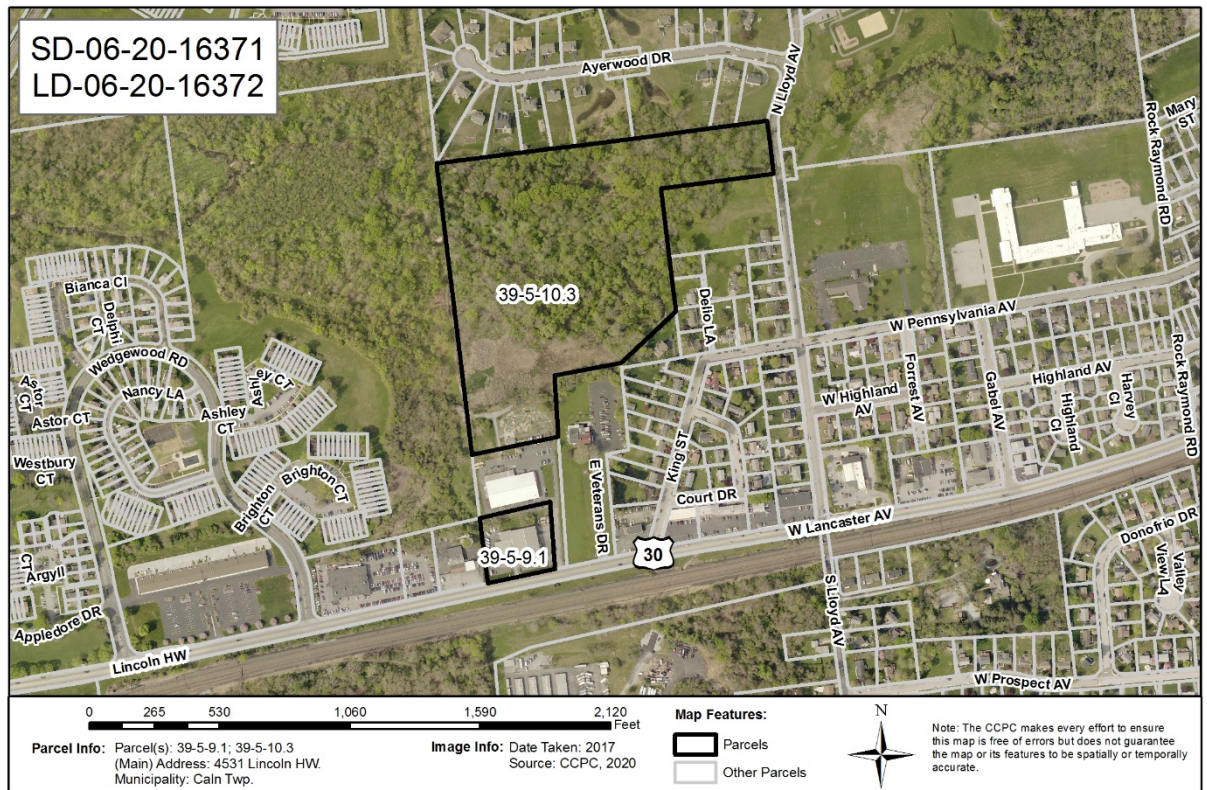 SD-06-20-16371
LD-06-20-16372
Ayerwood DR
N Lloyd AV
Mary ST
Rock Raymond RD
39-5-10.3
Delio LA
W Pennsylvania AV
Bianca CI
Delphi CT
Wedgewood RD
Nancy LA
Ashley CT
Ashley CT
Astor CT
Astor CT
Westbury CT
Brighton CT
Brighton CT
King ST
Court DR
E Veterans DR
W Highland AV
Forrest AV
Gabel AV
Highland AV
Highland CI
Harvey CI
Rock Raymond RD
W Lancaster AV
30
39-5-9.1
Donofrio DR
Valley View LA
S Lloyd AV
Argyll CT
Appledore DR
Lincoln HW
W Prospect AV
0 265 530 1,060 1,590 2,120
Feet
Parcel Info: Parcel(s): 39-5-9.1; 39-5-10.3
(Main) Address: 4531 Lincoln HW.
Municipality: Caln Twp.
Image Info: Date Taken: 2017
Source: CCPC, 2020
Map Features:
Parcels
Other Parcels
N
Note: The CCPC makes every effort to ensure
this map is free of errors but does not guarantee
the map or its features to be spatially or temporally
accurate.